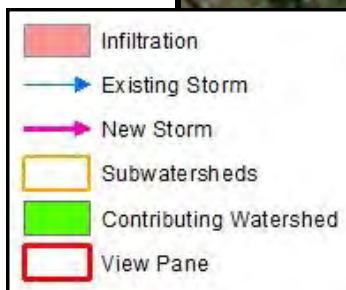 Infiltration
Existing Storm
New Storm
Subwatersheds
Contributing Watershed
View Pane